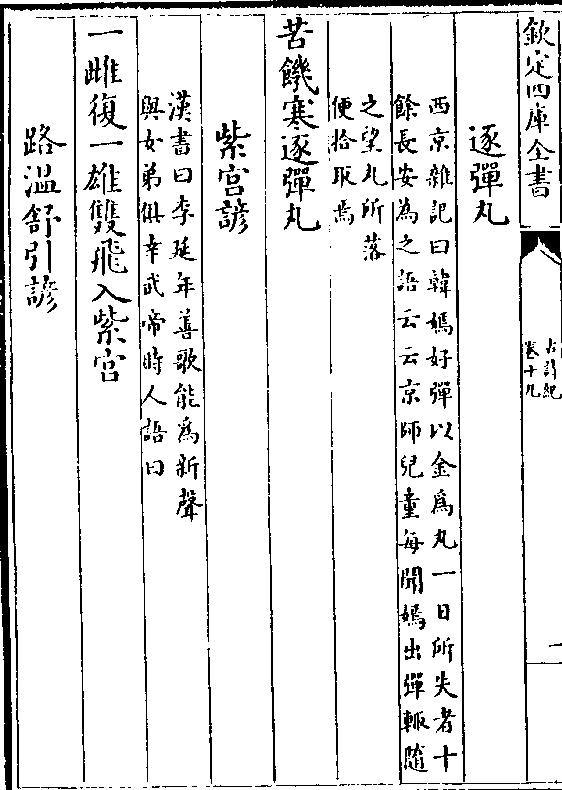 欽定四庫全書
古詩紀
卷十九
二
逐彈丸
西京雜記曰韓嫣好彈以金為丸一日所失者十
餘長安為之語云云京師兒童每聞嫣出彈輒隨
之望丸所落
便拾取焉
苦饑寒逐彈丸
紫宫諺
漢書曰李延年善歌能為新聲
與女弟俱幸武帝時人語曰
一雌復一雄雙飛入紫宫
路溫舒引諺